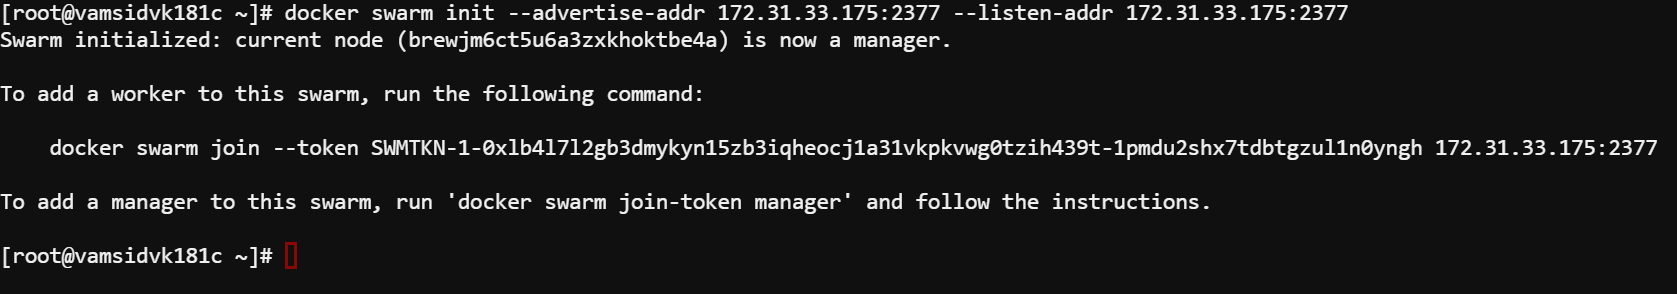 [root@vamsidvk181c ~]# docker swarm init --advertise-addr 172.31.33.175:2377 --listen-addr 172.31.33.175:2377
Swarm initialized: current node (brewjm6ct5u6a3zxkhoktbe4a) is now a manager.
To add a worker to this swarm, run the following command:
docker swarm join --token SWMTKN-1-0xlb4l7l2gb3dmykyn15zb3iqheocj1a31vkpkvwg0tzih439t-1pmdu2shx7tdbtgzul1n0yngh 172.31.33.175:2377
To add a manager to this swarm, run 'docker swarm join-token manager' and follow the instructions.
[root@vamsidvk181c ~]#